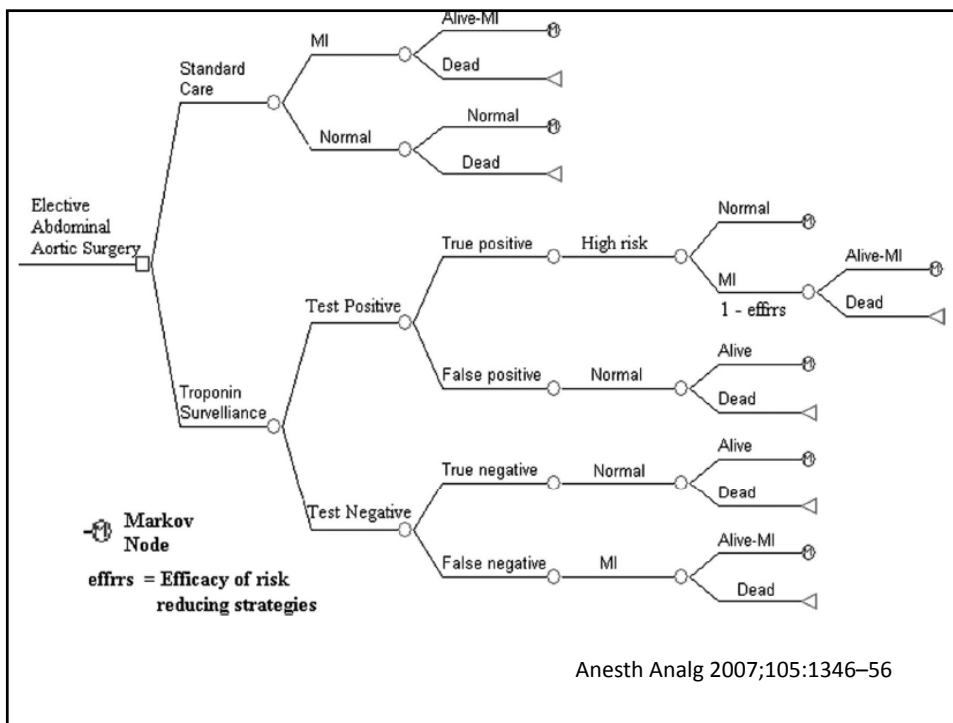 Elective
Abdominal
Aortic Surgery
Standard
Care
MI
Alive-MI
M
Dead
Normal
Normal
M
Dead
Troponin
Survelliance
Test Positive
True positive
High risk
Normal
M
MI
1 - effrrs
Alive-MI
M
Dead
False positive
Normal
Alive
M
Dead
Test Negative
True negative
Normal
Alive
M
Dead
False negative
MI
Alive-MI
M
Dead
M Markov
Node
effrrs = Efficacy of risk
reducing strategies
Anesth Analg 2007;105:1346–56